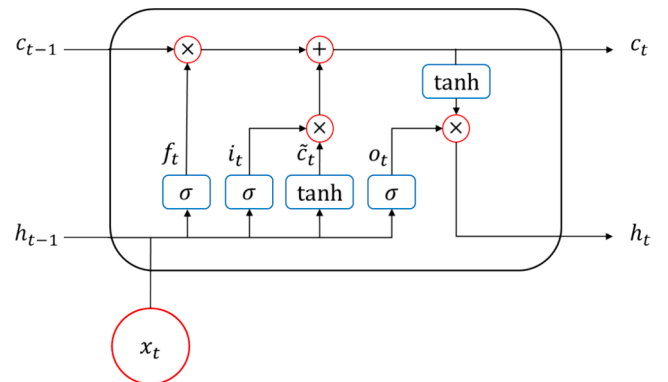 c_{t−1} × + c_t
tanh
f_t i_t × c̃_t o_t ×
σ σ tanh σ
h_{t−1} h_t
x_t